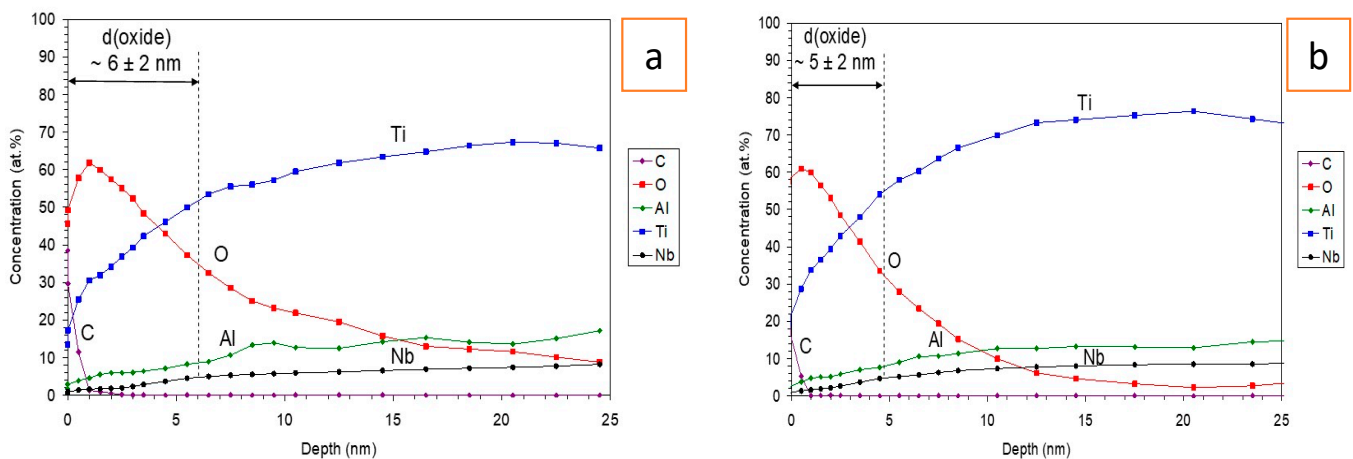 100
90
80
70
60
50
40
30
20
10
0
Concentration (at.%)
d(oxide)
~ 6 ± 2 nm
Ti
O
C
Al
Nb
0
5
10
15
20
25
Depth (nm)
a
C
O
Al
Ti
Nb
100
90
80
70
60
50
40
30
20
10
0
Concentration (at.%)
d(oxide)
~ 5 ± 2 nm
Ti
O
C
Al
Nb
0
5
10
15
20
25
Depth (nm)
b
C
O
Al
Ti
Nb